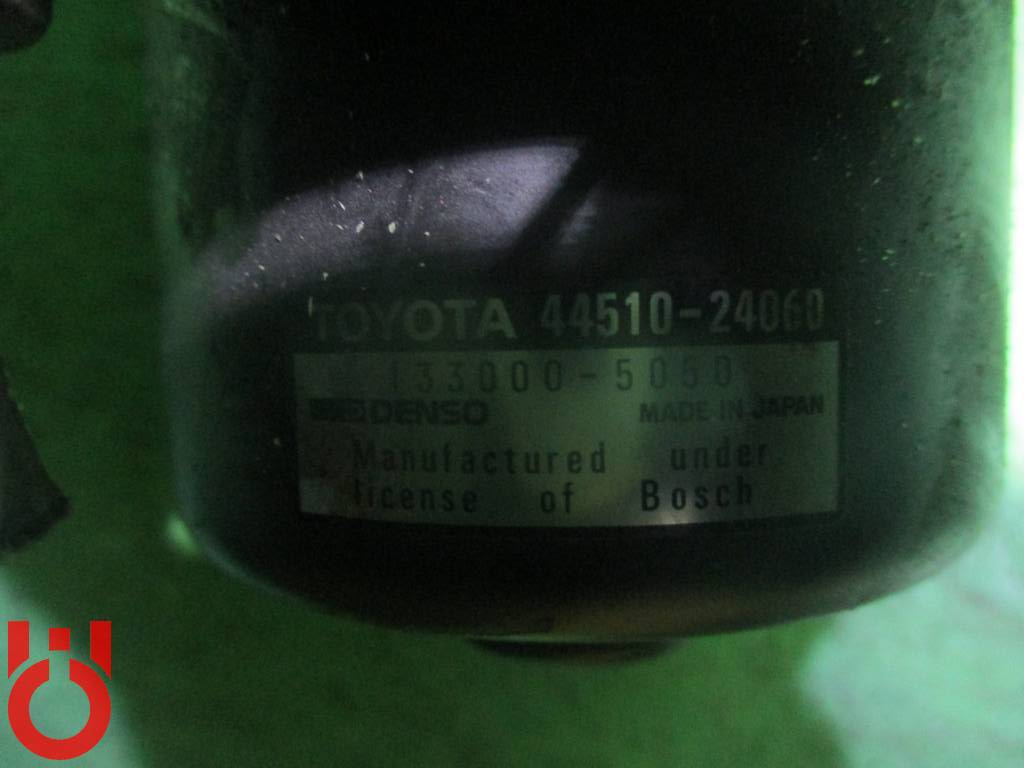 TOYOTA 44510-24060
133000-5050
DENSO MADE IN JAPAN
Manufactured under
license of Bosch